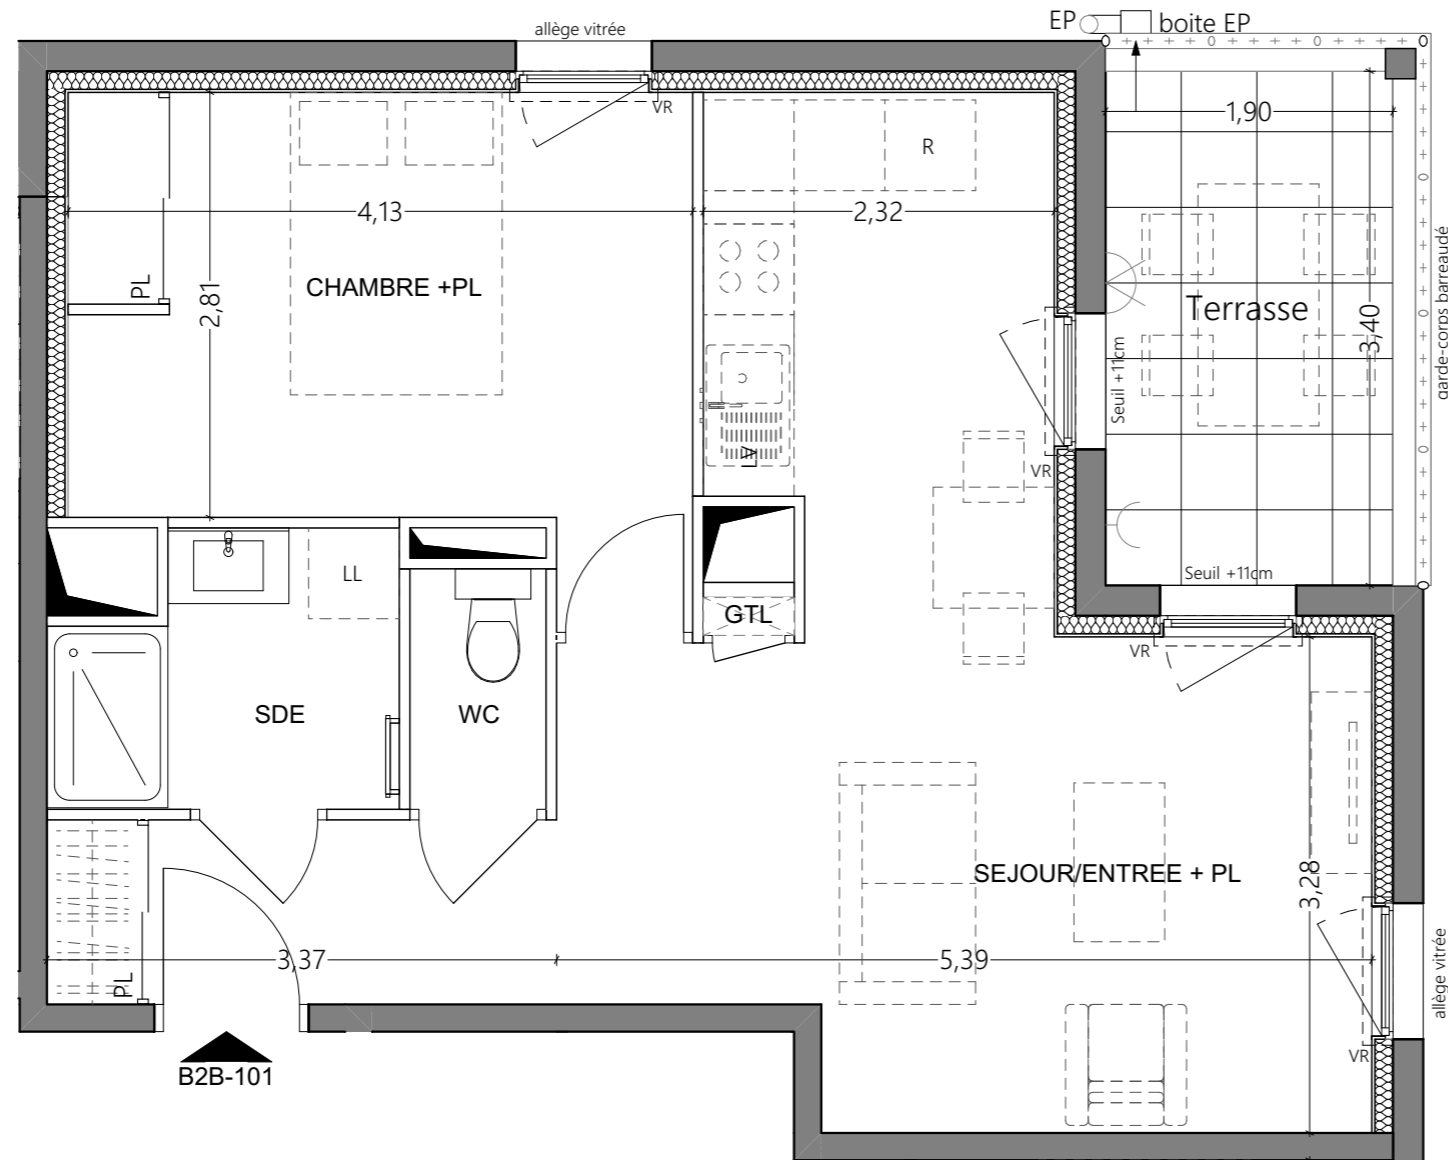 EP
boite EP
allège vitrée
VR
1,90
R
4,13
2,32
CHAMBRE +PL
PL
2,81
Terrasse
3,40
garde-corps barreaudé
Seuil +11cm
LV
VR
Seuil +11cm
LL
GTL
VR
SDE
WC
SEJOUR/ENTREE + PL
3,28
3,37
5,39
PL
allège vitrée
VR
B2B-101